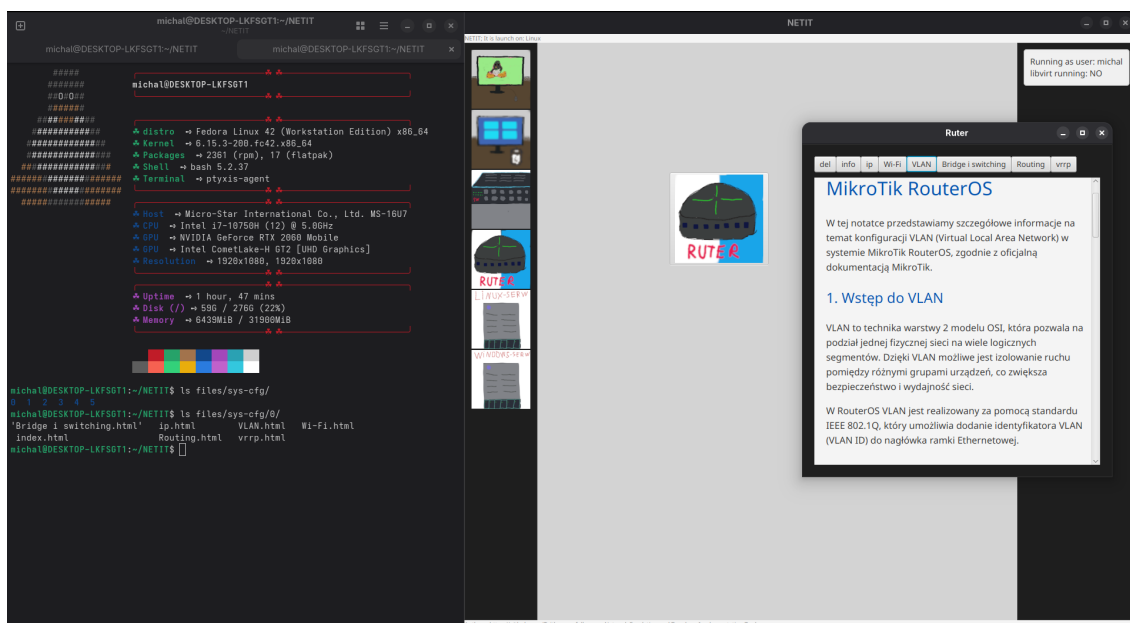 michal@DESKTOP-LKFSGT1:~/NETIT
~/NETIT
michal@DESKTOP-LKFSGT1:~/NETIT
michal@DESKTOP-LKFSGT1:~/NETIT
michal@DESKTOP-LKFSGT1
distro Fedora Linux 42 (Workstation Edition) x86_64
Kernel 6.15.3-200.fc42.x86_64
Packages 2361 (rpm), 17 (flatpak)
Shell bash 5.2.37
Terminal ptyxis-agent
Host Micro-Star International Co., Ltd. MS-16U7
CPU Intel i7-10750H (12) @ 5.0GHz
GPU NVIDIA GeForce RTX 2060 Mobile
GPU Intel CometLake-H GT2 [UHD Graphics]
Resolution 1920x1080, 1920x1080
Uptime 1 hour, 47 mins
Disk (/) 59G / 276G (22%)
Memory 6439MiB / 31900MiB
michal@DESKTOP-LKFSGT1:~/NETIT$ ls files/sys-cfg/
0 1 2 3 4 5
michal@DESKTOP-LKFSGT1:~/NETIT$ ls files/sys-cfg/0/
'Bridge i switching.html' ip.html VLAN.html Wi-Fi.html
index.html Routing.html vrrp.html
michal@DESKTOP-LKFSGT1:~/NETIT$
NETIT
NETIT; It is launch on: Linux
RUTER
LINUX-SERW
WINDOWS-SERW
RUTER
Running as user: michal
libvirt running: NO
Ruter
del info ip Wi-Fi VLAN Bridge i switching Routing vrrp
MikroTik RouterOS
W tej notatce przedstawiamy szczegółowe informacje na
temat konfiguracji VLAN (Virtual Local Area Network) w
systemie MikroTik RouterOS, zgodnie z oficjalną
dokumentacją MikroTik.
1. Wstęp do VLAN
VLAN to technika warstwy 2 modelu OSI, która pozwala na
podział jednej fizycznej sieci na wiele logicznych
segmentów. Dzięki VLAN możliwe jest izolowanie ruchu
pomiędzy różnymi grupami urządzeń, co zwiększa
bezpieczeństwo i wydajność sieci.
W RouterOS VLAN jest realizowany za pomocą standardu
IEEE 802.1Q, który umożliwia dodanie identyfikatora VLAN
(VLAN ID) do nagłówka ramki Ethernetowej.